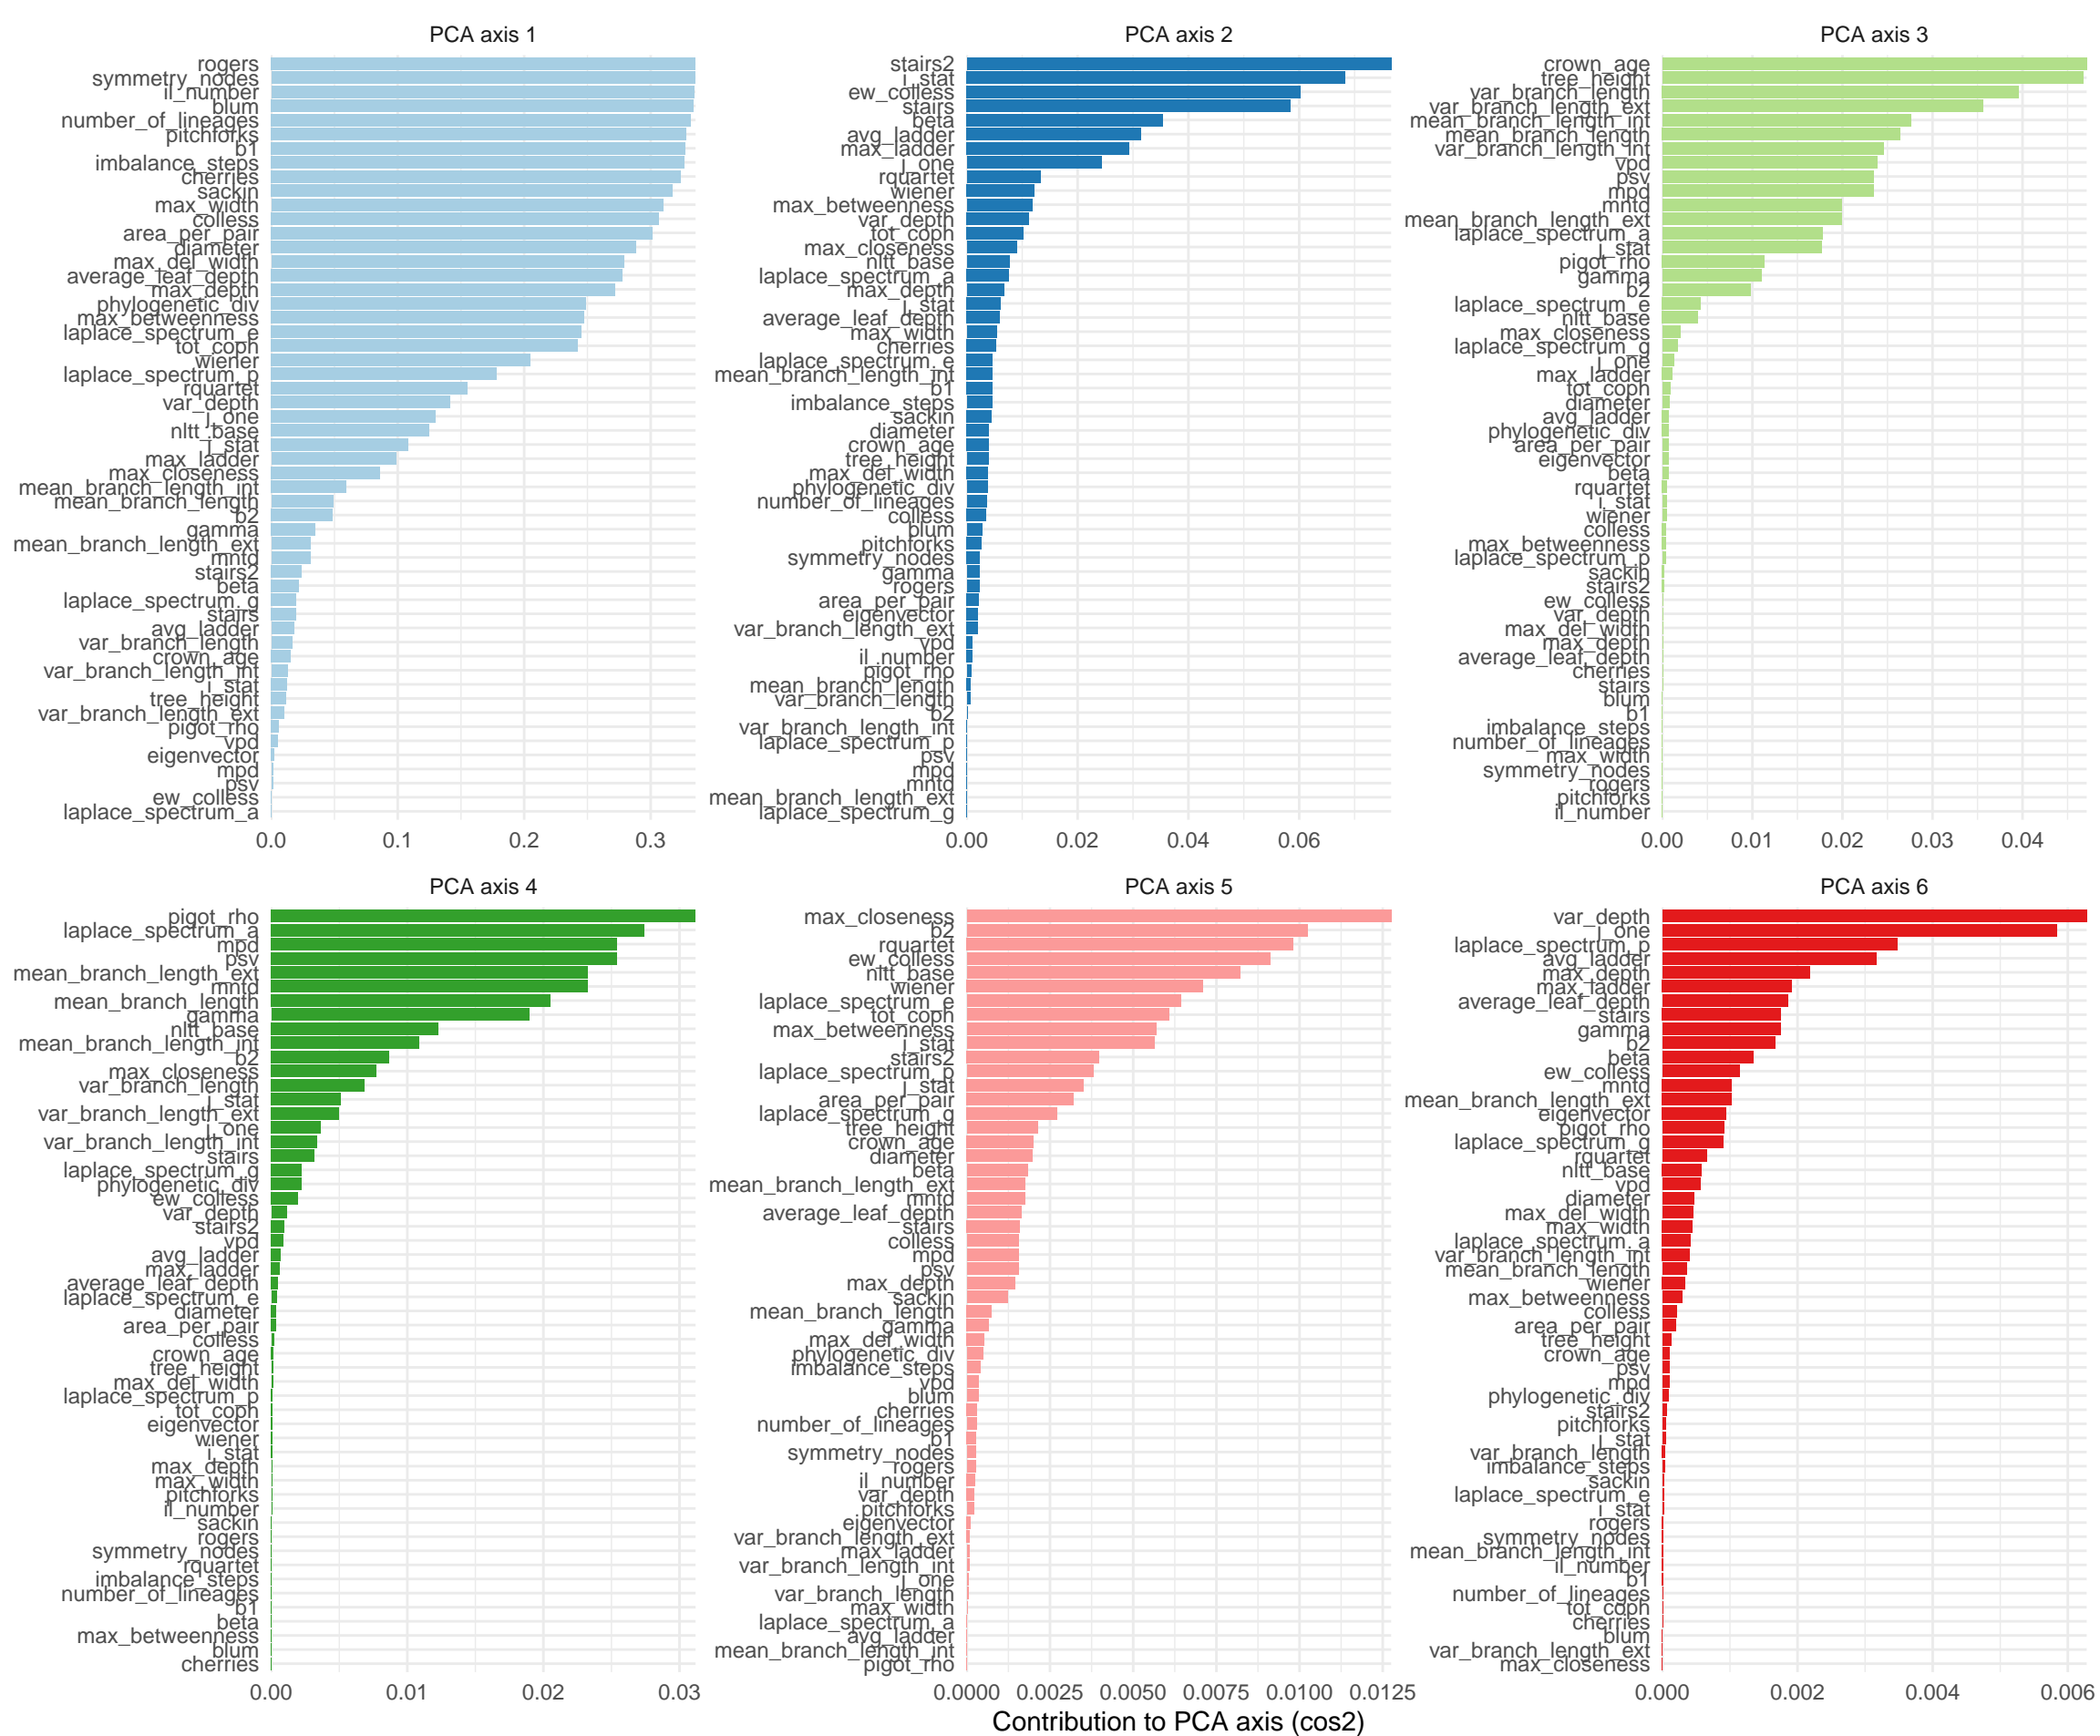 PCA axis 1
rogers
symmetry_nodes
il_number
blum
number_of_lineages
pitchforks
b1
imbalance_steps
cherries
sackin
max_width
colless
area_per_pair
diameter
max_del_width
average_leaf_depth
max_depth
phylogenetic_div
max_betweenness
laplace_spectrum_e
tot_coph
wiener
laplace_spectrum_p
rquartet
var_depth
j_one
nltt_base
j_stat
max_ladder
max_closeness
mean_branch_length_int
mean_branch_length
b2
gamma
mean_branch_length_ext
mntd
stairs2
beta
laplace_spectrum_g
stairs
avg_ladder
var_branch_length
crown_age
var_branch_length_int
i_stat
tree_height
var_branch_length_ext
pigot_rho
vpd
eigenvector
mpd
psv
ew_colless
laplace_spectrum_a
0.0 0.1 0.2 0.3
PCA axis 2
stairs2
i_stat
ew_colless
stairs
beta
avg_ladder
max_ladder
j_one
rquartet
wiener
max_betweenness
var_depth
tot_coph
max_closeness
nltt_base
laplace_spectrum_a
max_depth
j_stat
average_leaf_depth
max_width
cherries
laplace_spectrum_e
mean_branch_length_int
b1
imbalance_steps
sackin
diameter
crown_age
tree_height
max_del_width
phylogenetic_div
number_of_lineages
colless
blum
pitchforks
symmetry_nodes
gamma
rogers
area_per_pair
eigenvector
var_branch_length_ext
vpd
il_number
pigot_rho
mean_branch_length
var_branch_length
b2
var_branch_length_int
laplace_spectrum_p
psv
mpd
mntd
mean_branch_length_ext
laplace_spectrum_g
0.00 0.02 0.04 0.06
PCA axis 3
crown_age
tree_height
var_branch_length
var_branch_length_ext
mean_branch_length_int
mean_branch_length
var_branch_length_int
vpd
psv
mpd
mntd
mean_branch_length_ext
laplace_spectrum_a
j_stat
pigot_rho
gamma
b2
laplace_spectrum_e
nltt_base
max_closeness
laplace_spectrum_g
j_one
max_ladder
tot_coph
diameter
avg_ladder
phylogenetic_div
area_per_pair
eigenvector
beta
rquartet
i_stat
wiener
colless
max_betweenness
laplace_spectrum_p
sackin
stairs2
ew_colless
var_depth
max_del_width
max_depth
average_leaf_depth
cherries
stairs
blum
b1
imbalance_steps
number_of_lineages
max_width
symmetry_nodes
rogers
pitchforks
il_number
0.00 0.01 0.02 0.03 0.04
PCA axis 4
pigot_rho
laplace_spectrum_a
mpd
psv
mean_branch_length_ext
mntd
mean_branch_length
gamma
nltt_base
mean_branch_length_int
b2
max_closeness
var_branch_length
j_stat
var_branch_length_ext
j_one
var_branch_length_int
stairs
laplace_spectrum_g
phylogenetic_div
ew_colless
var_depth
stairs2
vpd
avg_ladder
max_ladder
average_leaf_depth
laplace_spectrum_e
diameter
area_per_pair
colless
crown_age
tree_height
max_del_width
laplace_spectrum_p
tot_coph
eigenvector
wiener
i_stat
max_depth
max_width
pitchforks
il_number
sackin
rogers
symmetry_nodes
rquartet
imbalance_steps
number_of_lineages
b1
beta
max_betweenness
blum
cherries
0.00 0.01 0.02 0.03
PCA axis 5
max_closeness
b2
rquartet
ew_colless
nltt_base
wiener
laplace_spectrum_e
tot_coph
max_betweenness
i_stat
stairs2
laplace_spectrum_p
j_stat
area_per_pair
laplace_spectrum_g
tree_height
crown_age
diameter
beta
mean_branch_length_ext
mntd
average_leaf_depth
stairs
colless
mpd
psv
max_depth
sackin
mean_branch_length
gamma
max_del_width
phylogenetic_div
imbalance_steps
vpd
blum
cherries
number_of_lineages
b1
symmetry_nodes
rogers
il_number
var_depth
pitchforks
eigenvector
var_branch_length_ext
max_ladder
var_branch_length_int
j_one
var_branch_length
max_width
laplace_spectrum_a
avg_ladder
mean_branch_length_int
pigot_rho
0.0000 0.0025 0.0050 0.0075 0.0100 0.0125
PCA axis 6
var_depth
j_one
laplace_spectrum_p
avg_ladder
max_depth
max_ladder
average_leaf_depth
stairs
gamma
b2
beta
ew_colless
mntd
mean_branch_length_ext
eigenvector
pigot_rho
laplace_spectrum_g
rquartet
nltt_base
vpd
diameter
max_del_width
max_width
laplace_spectrum_a
var_branch_length_int
mean_branch_length
wiener
max_betweenness
colless
area_per_pair
tree_height
crown_age
psv
mpd
phylogenetic_div
stairs2
pitchforks
j_stat
var_branch_length
imbalance_steps
sackin
laplace_spectrum_e
i_stat
rogers
symmetry_nodes
mean_branch_length_int
il_number
b1
number_of_lineages
tot_coph
cherries
blum
var_branch_length_ext
max_closeness
0.000 0.002 0.004 0.006
Contribution to PCA axis (cos2)